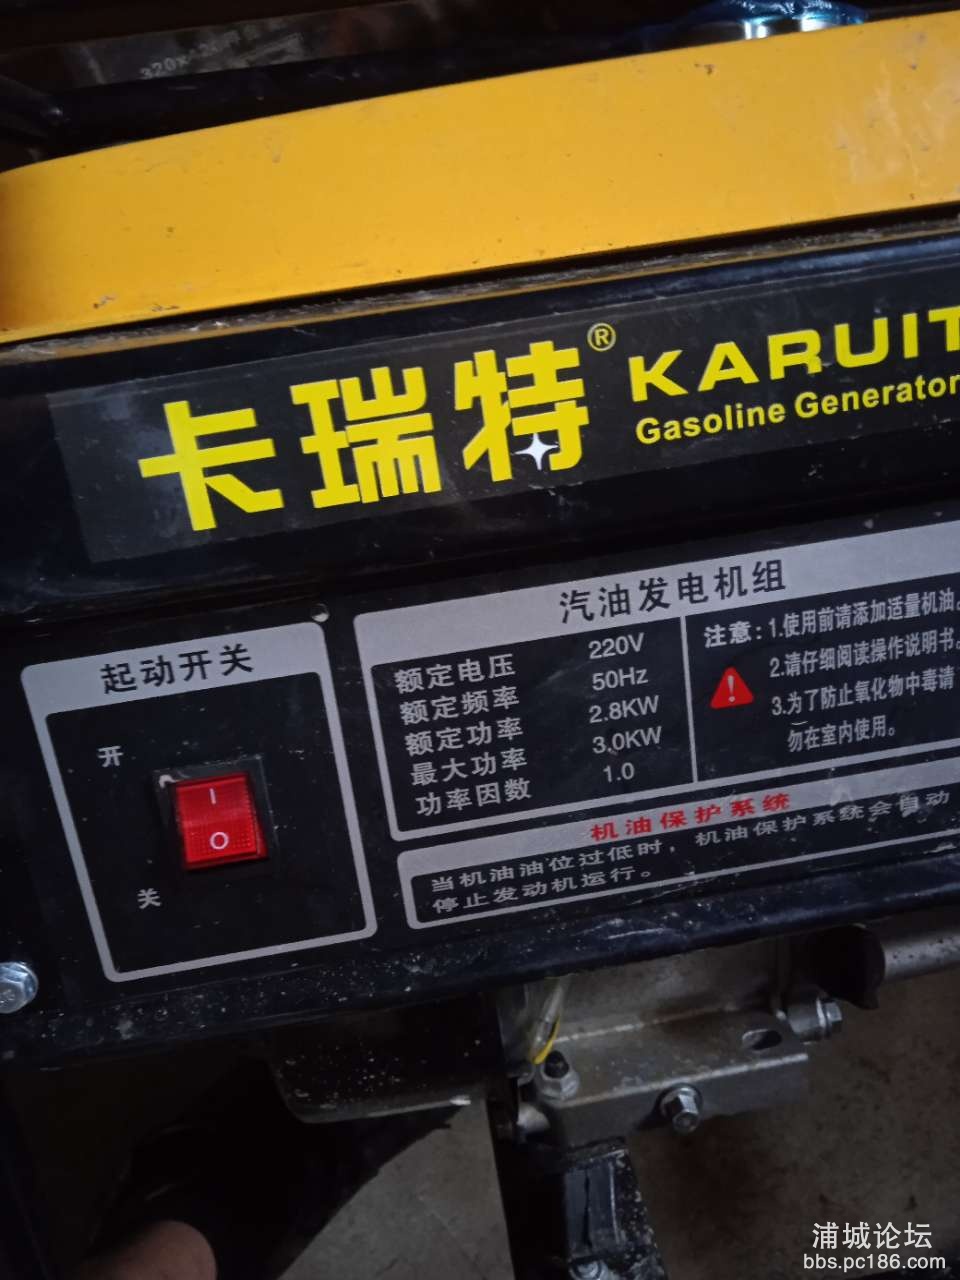 卡瑞特®
KARUIT
Gasoline Generator
汽油发电机组
起动开关
开
I
O
关
额定电压 220V
额定频率 50Hz
额定功率 2.8KW
最大功率 3.0KW
功率因数 1.0
注意:1.使用前请添加适量机油。
2.请仔细阅读操作说明书。
3.为了防止氧化物中毒请
勿在室内使用。
机油保护系统
当机油油位过低时，机油保护系统会自动
停止发动机运行。
浦城论坛
bbs.pc186.com